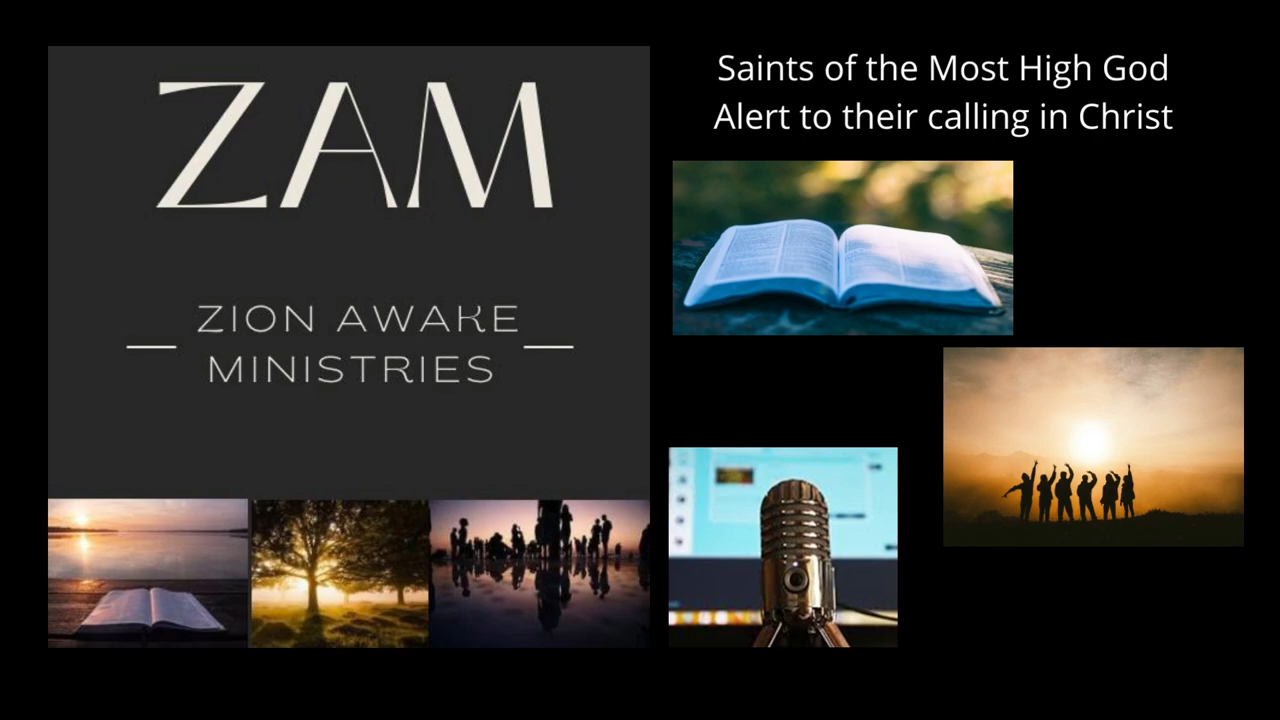 ZAM
ZION AWAKE
MINISTRIES
Saints of the Most High God
Alert to their calling in Christ